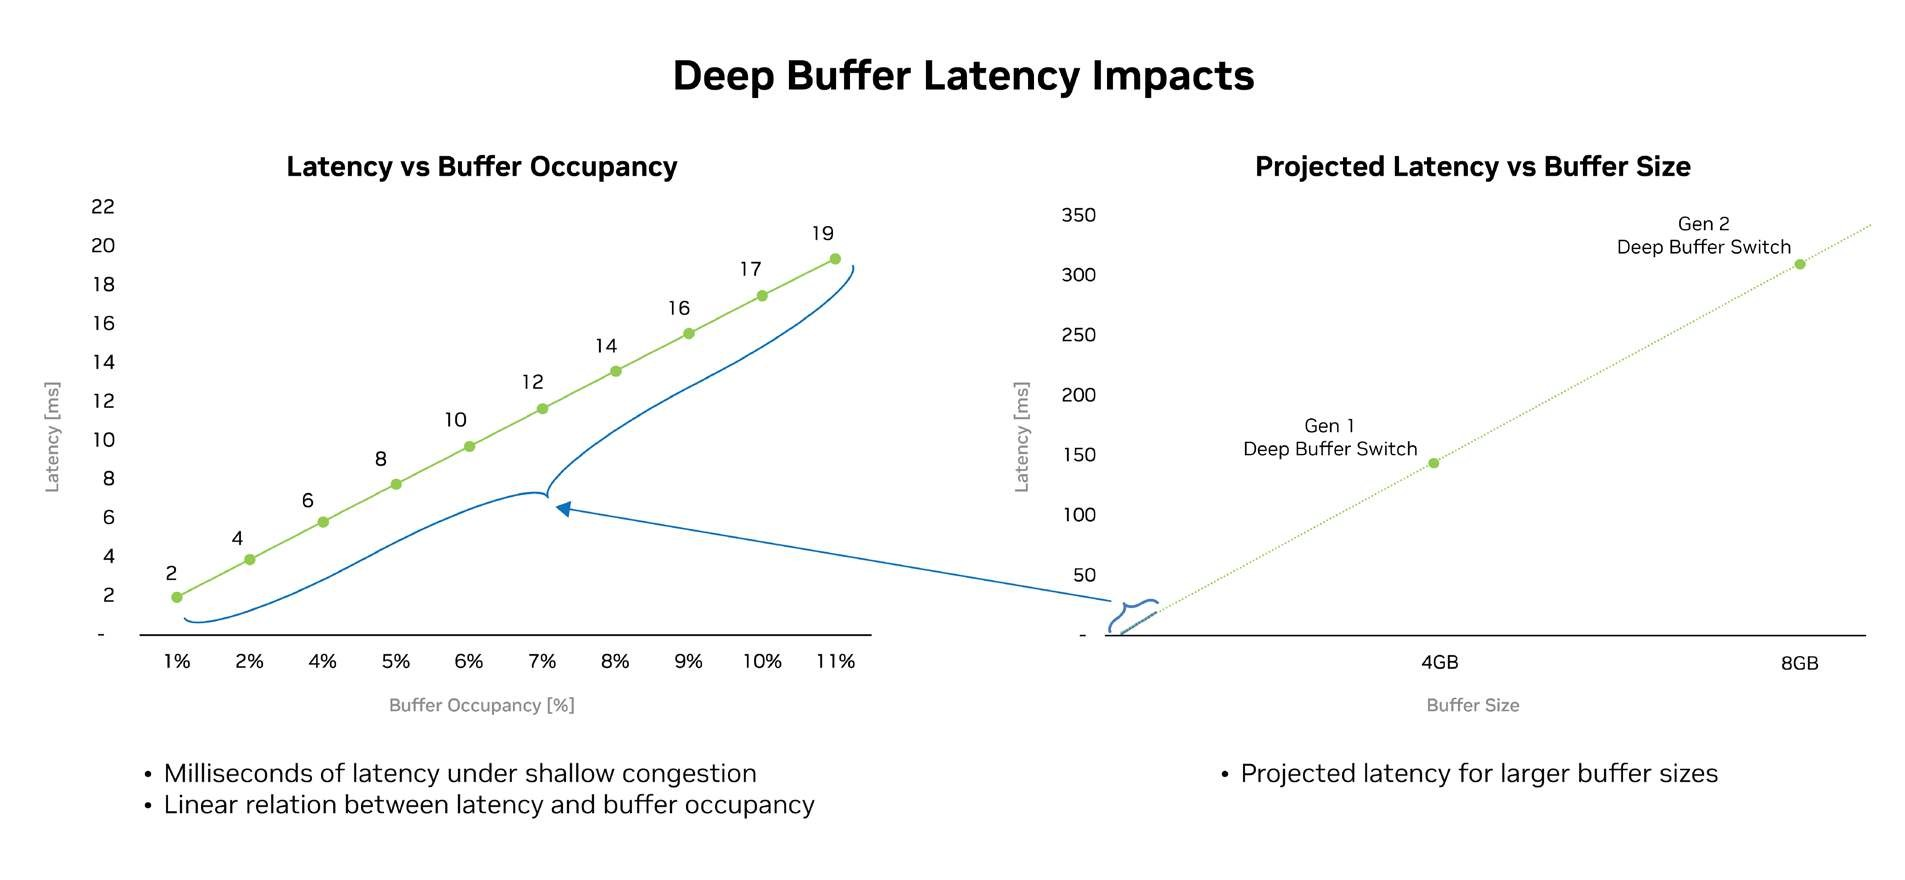 Deep Buffer Latency Impacts
Latency vs Buffer Occupancy
22
20
18
16
14
12
10
8
6
4
2
-
Latency [ms]
2
4
6
8
10
12
14
16
17
19
1% 2% 4% 5% 6% 7% 8% 9% 10% 11%
Buffer Occupancy [%]
• Milliseconds of latency under shallow congestion
• Linear relation between latency and buffer occupancy
Projected Latency vs Buffer Size
350
300
250
200
150
100
50
-
Latency [ms]
Gen 1
Deep Buffer Switch
Gen 2
Deep Buffer Switch
4GB 8GB
Buffer Size
• Projected latency for larger buffer sizes